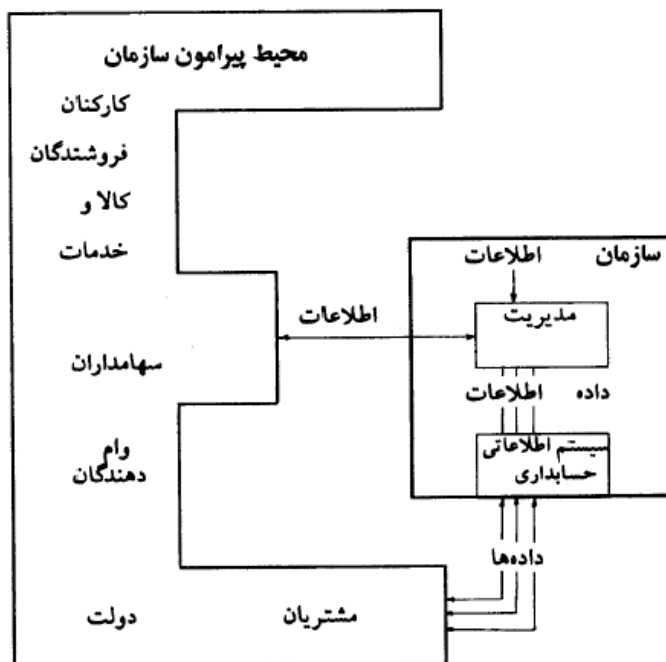 محیط پیرامون سازمان
کارکنان
فروشندگان
کالا و
خدمات
سهامداران
وام
دهندگان
دولت
مشتریان
اطلاعات
سازمان
اطلاعات
مدیریت
داده
اطلاعات
سیستم اطلاعاتی
حسابداری
داده‌ها